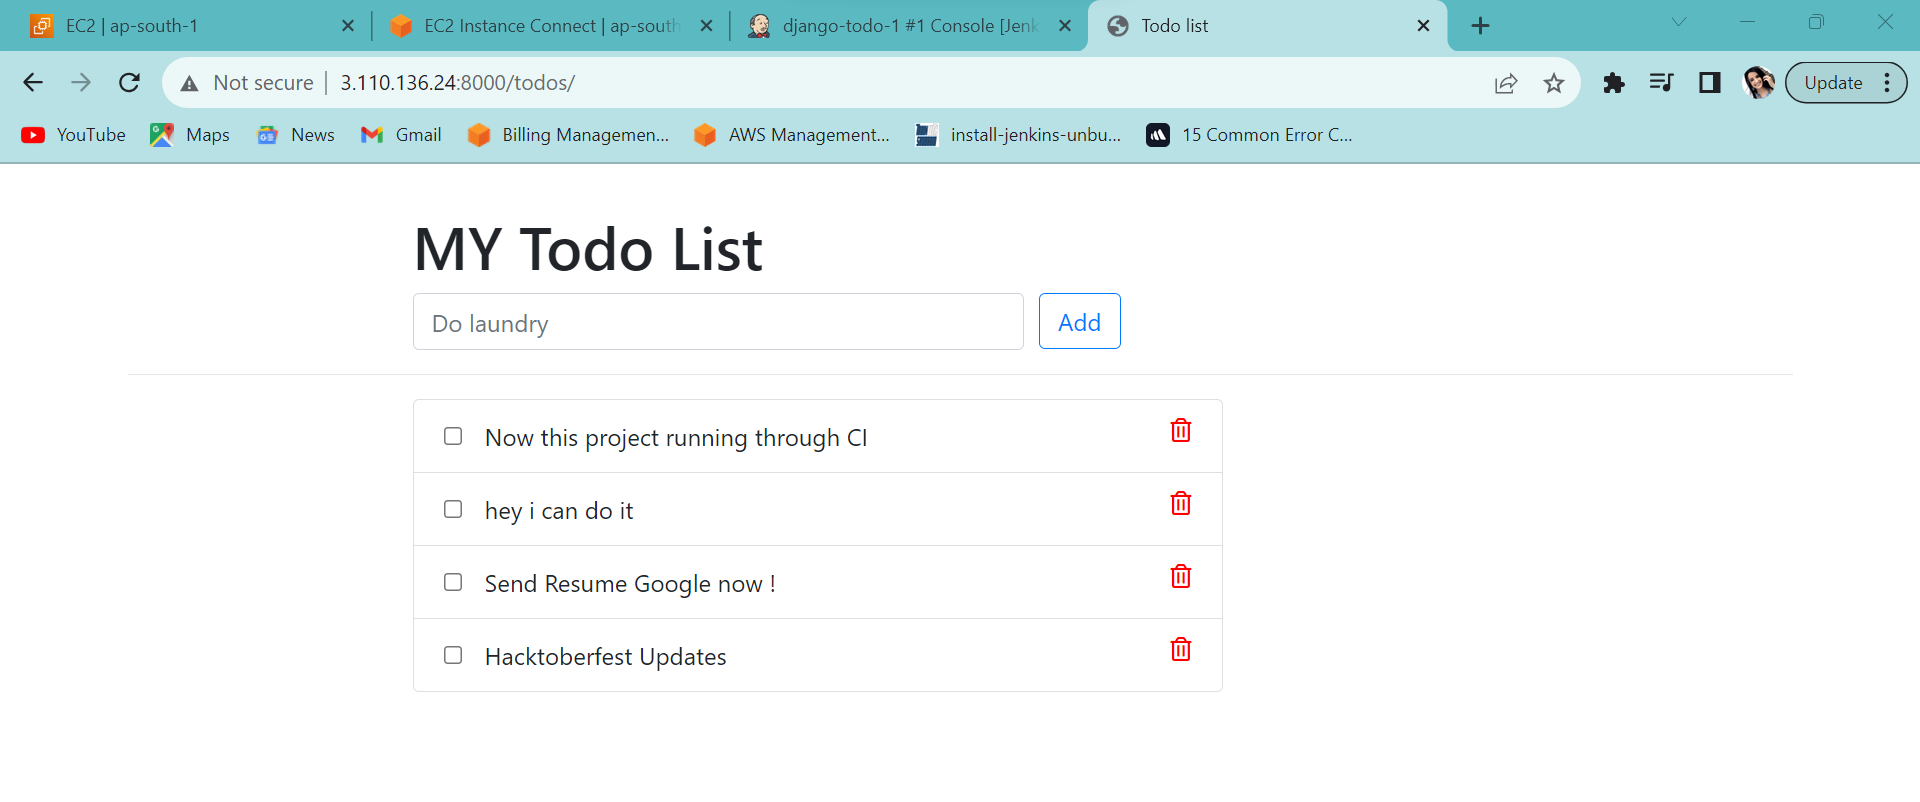 EC2 | ap-south-1
EC2 Instance Connect | ap-south
django-todo-1 #1 Console [Jenk
Todo list
Not secure | 3.110.136.24:8000/todos/
Update
YouTube
Maps
News
Gmail
Billing Managemen...
AWS Management...
install-jenkins-unbu...
15 Common Error C...
MY Todo List
Do laundry
Add
Now this project running through CI
hey i can do it
Send Resume Google now !
Hacktoberfest Updates